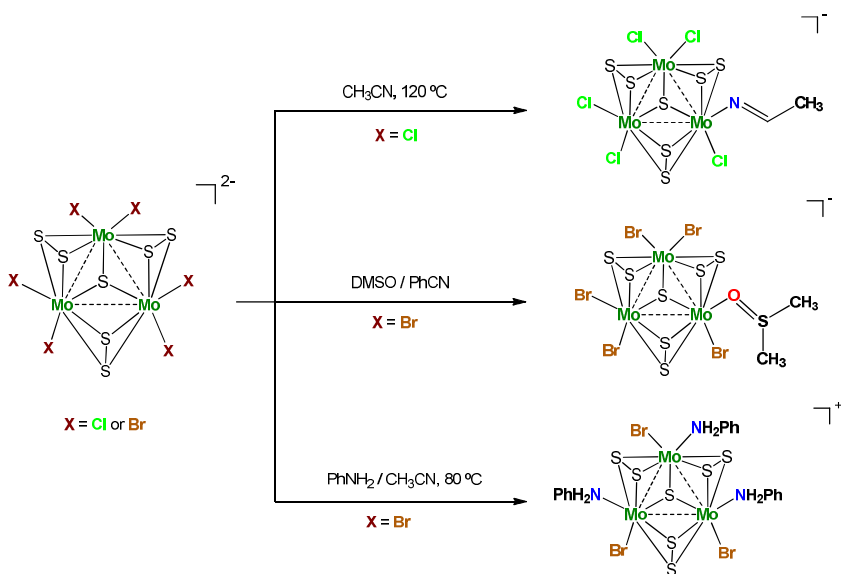 2-
X X
S Mo S
S S
X S X
Mo Mo
S
X X
S
X = Cl or Br
CH3CN, 120 ºC
X = Cl
-
Cl Cl
S Mo S
S S
Cl S N CH3
Mo Mo
Cl S Cl
S
DMSO / PhCN
X = Br
-
Br Br
S Mo S
S S
Br S O CH3
Mo Mo S
S
Br Br CH3
S
PhNH2 / CH3CN, 80 ºC
X = Br
+
Br NH2Ph
S Mo S
S S
PhH2N S NH2Ph
Mo Mo
S
Br Br
S